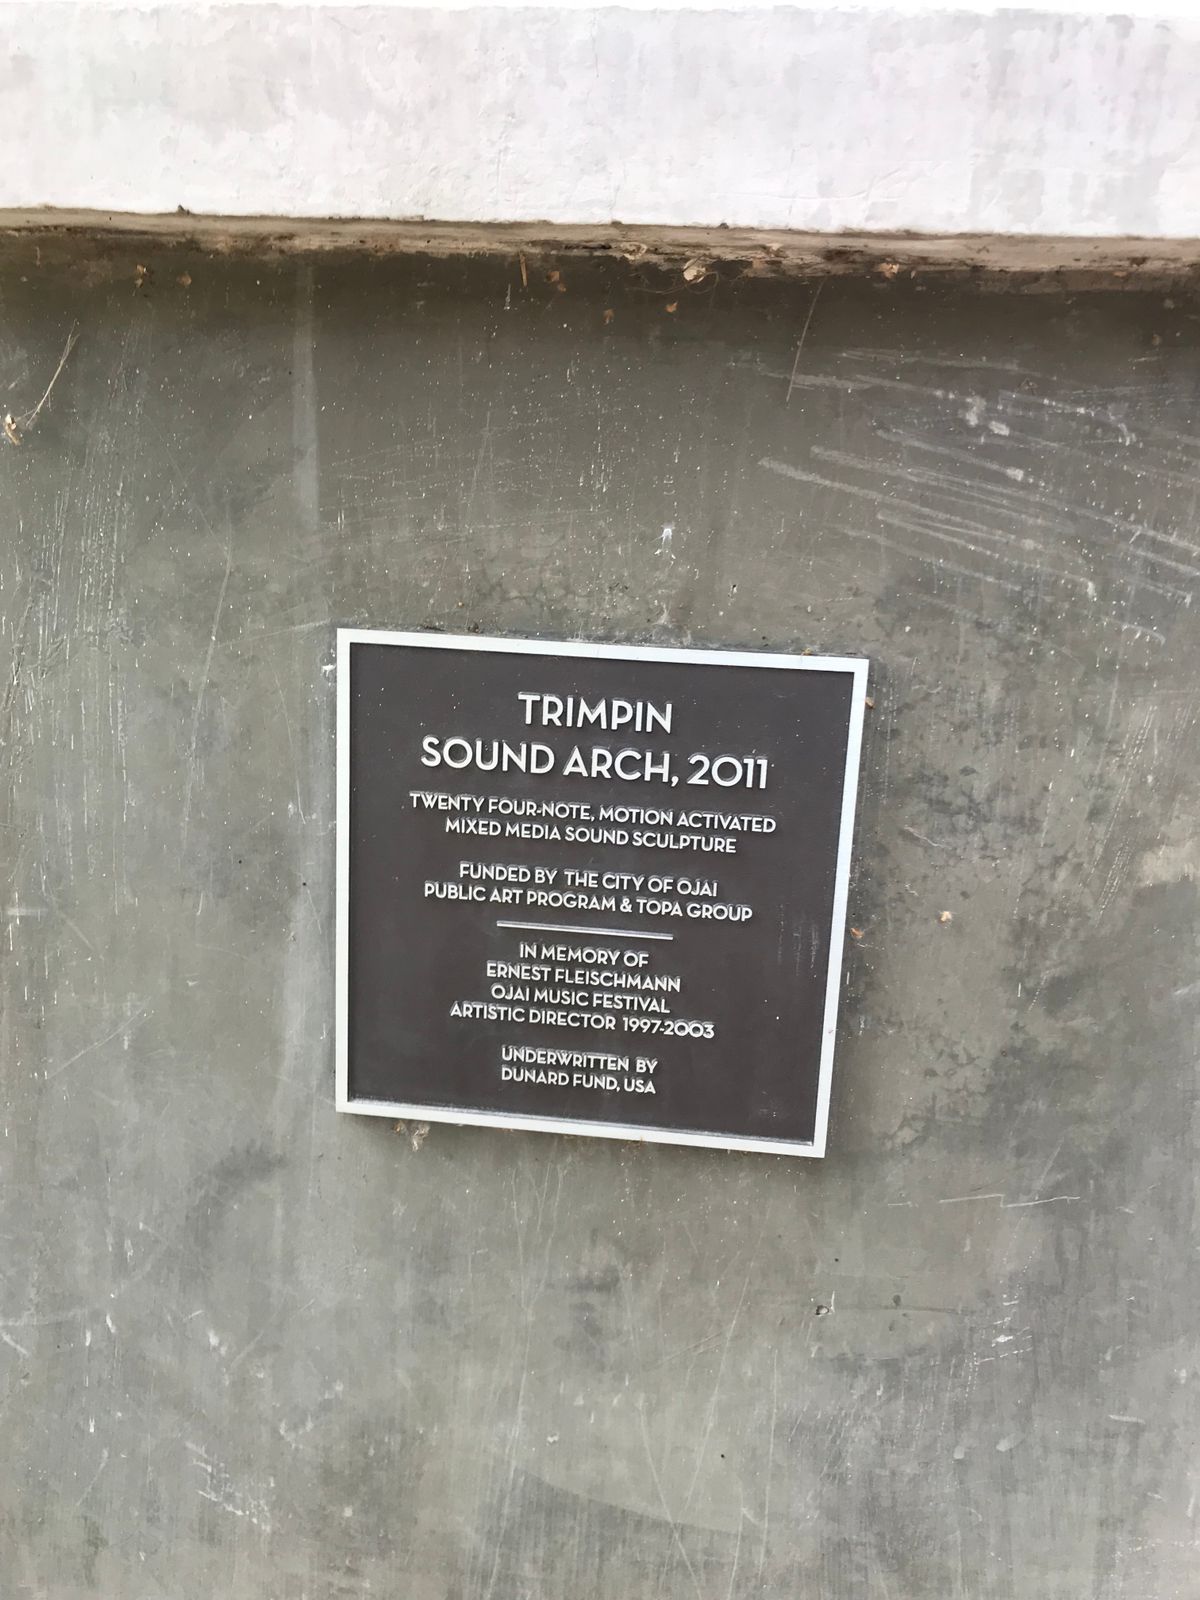 TRIMPIN
SOUND ARCH, 2011
TWENTY FOUR-NOTE, MOTION ACTIVATED
MIXED MEDIA SOUND SCULPTURE
FUNDED BY THE CITY OF OJAI
PUBLIC ART PROGRAM & TOPA GROUP
IN MEMORY OF
ERNEST FLEISCHMANN
OJAI MUSIC FESTIVAL
ARTISTIC DIRECTOR 1997-2003
UNDERWRITTEN BY
DUNARD FUND, USA